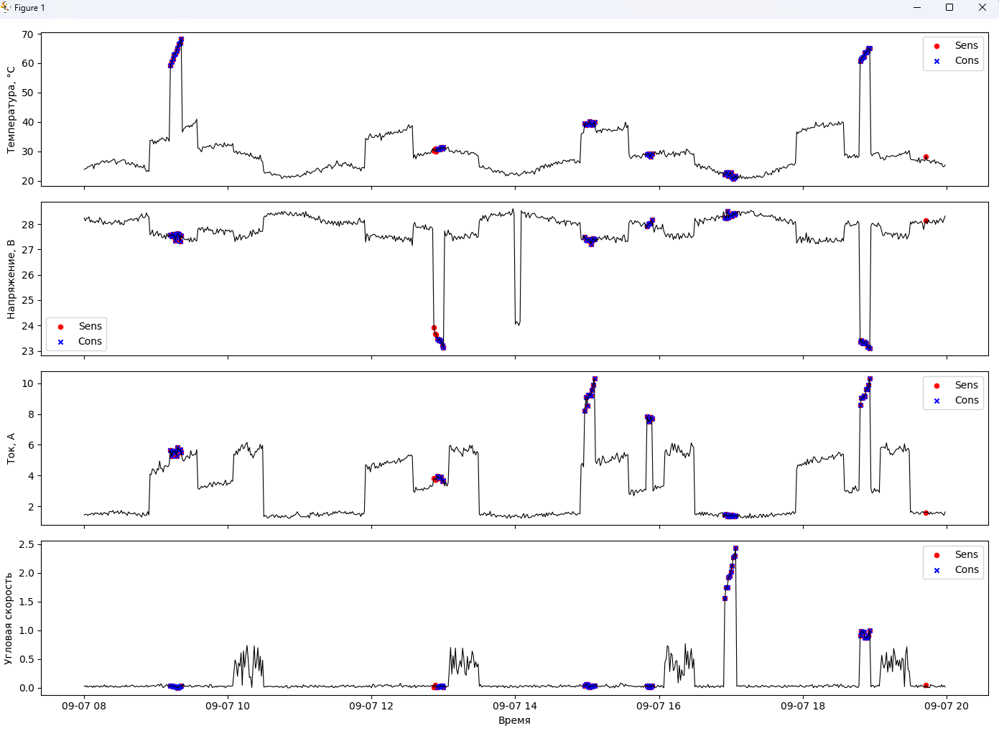 Figure 1
70
60
50
40
30
20
Температура, °C
Sens
Cons
28
27
26
25
24
23
Напряжение, В
Sens
Cons
10
8
6
4
2
Ток, А
Sens
Cons
2.5
2.0
1.5
1.0
0.5
0.0
Угловая скорость
Sens
Cons
09-07 08
09-07 10
09-07 12
09-07 14
09-07 16
09-07 18
09-07 20
Время